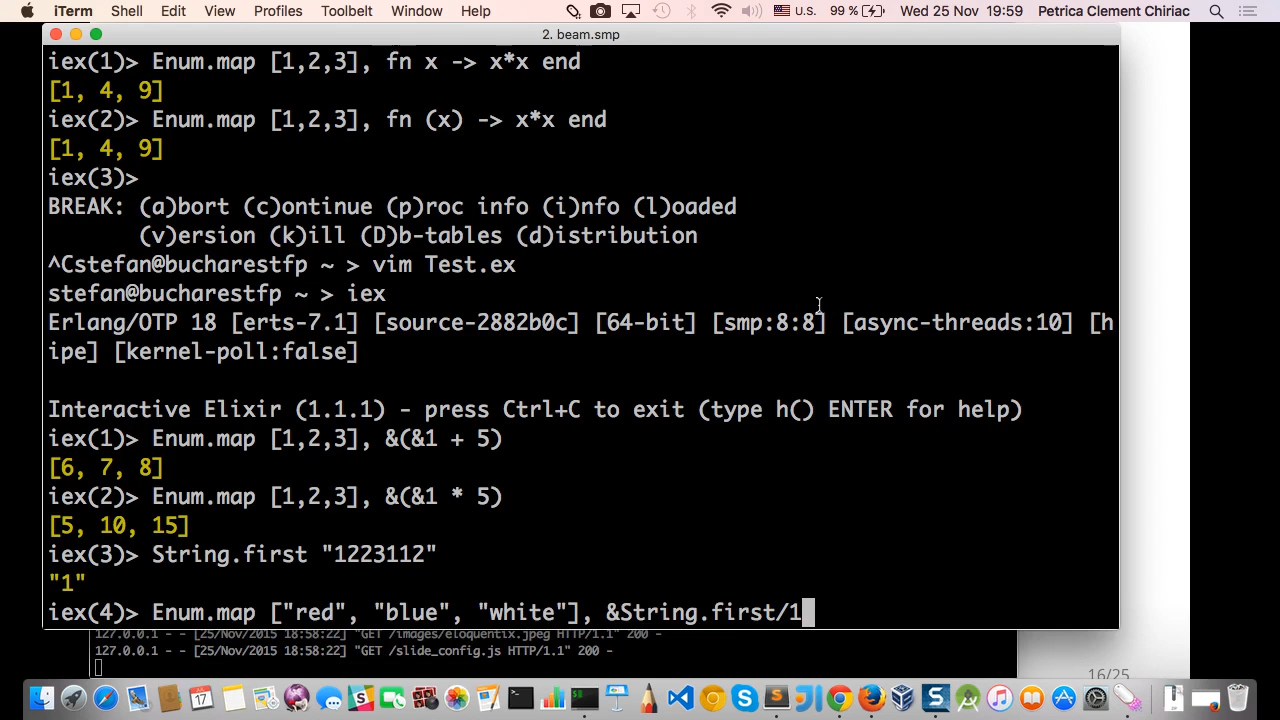 iTerm Shell Edit View Profiles Toolbelt Window Help U.S. 99% Wed 25 Nov 19:59 Petrica Clement Chiriac
2. beam.smp
iex(1)> Enum.map [1,2,3], fn x -> x*x end
[1, 4, 9]
iex(2)> Enum.map [1,2,3], fn (x) -> x*x end
[1, 4, 9]
iex(3)>
BREAK: (a)bort (c)ontinue (p)roc info (i)nfo (l)oaded
(v)ersion (k)ill (D)b-tables (d)istribution
^Cstefan@bucharestfp ~ > vim Test.ex
stefan@bucharestfp ~ > iex
Erlang/OTP 18 [erts-7.1] [source-2882b0c] [64-bit] [smp:8:8] [async-threads:10] [h
ipe] [kernel-poll:false]
Interactive Elixir (1.1.1) - press Ctrl+C to exit (type h() ENTER for help)
iex(1)> Enum.map [1,2,3], &(&1 + 5)
[6, 7, 8]
iex(2)> Enum.map [1,2,3], &(&1 * 5)
[5, 10, 15]
iex(3)> String.first "1223112"
"1"
iex(4)> Enum.map ["red", "blue", "white"], &String.first/1
127.0.0.1 - - [25/Nov/2015 18:58:22] "GET /images/eloquentix.jpeg HTTP/1.1" 200 -
127.0.0.1 - - [25/Nov/2015 18:58:22] "GET /slide_config.js HTTP/1.1" 200 -
16/25
17